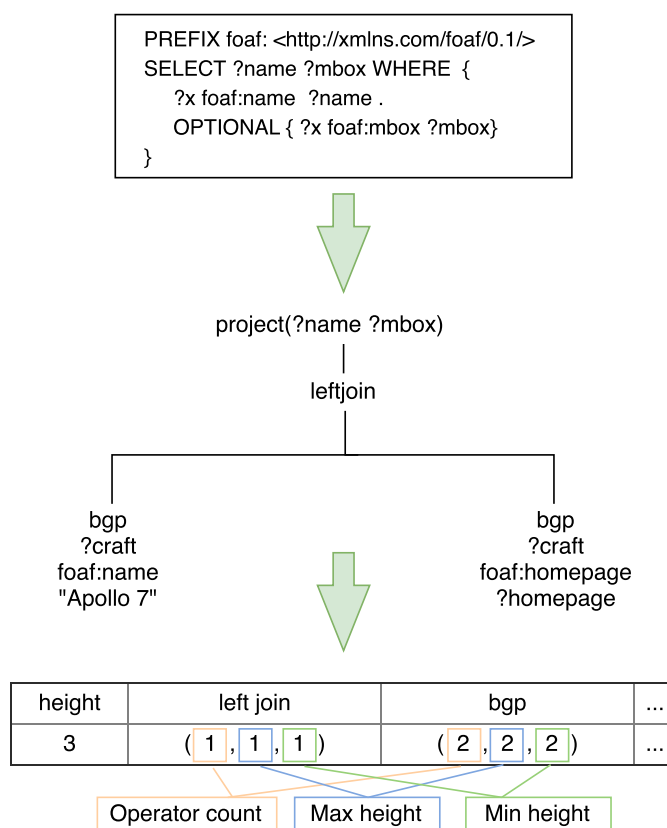 PREFIX foaf: <http://xmlns.com/foaf/0.1/>
SELECT ?name ?mbox WHERE {
?x foaf:name ?name .
OPTIONAL { ?x foaf:mbox ?mbox}
}
project(?name ?mbox)
leftjoin
bgp
?craft
foaf:name
"Apollo 7"
bgp
?craft
foaf:homepage
?homepage
height left join bgp ...
3 (1,1,1) (2,2,2) ...
Operator count Max height Min height